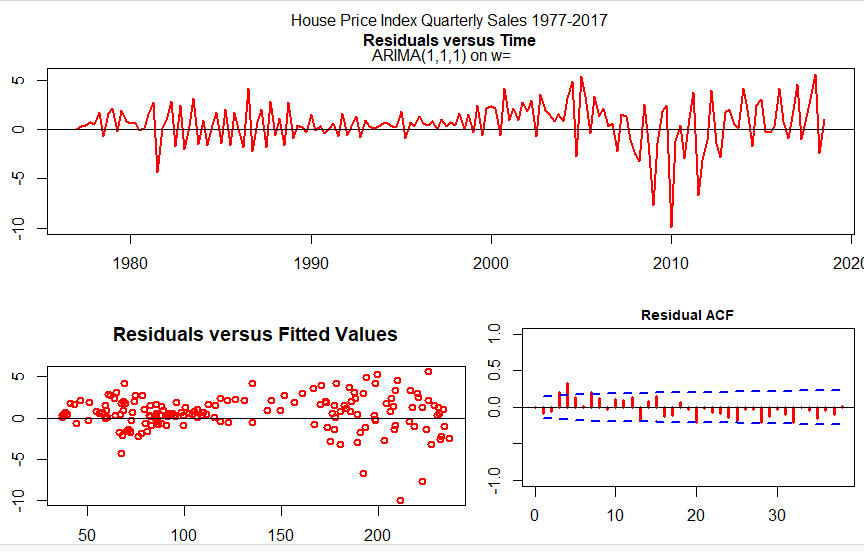 House Price Index Quarterly Sales 1977-2017
Residuals versus Time
ARIMA(1,1,1) on w=
5
0
-5
-10
1980 1990 2000 2010 2020
Residuals versus Fitted Values
5
0
-5
-10
50 100 150 200
Residual ACF
1.0
0.5
0.0
-1.0
0 10 20 30